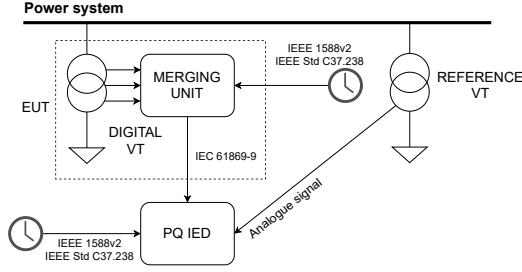 Power system
IEEE 1588v2
IEEE Std C37.238
MERGING
UNIT
REFERENCE
VT
EUT
DIGITAL
VT
IEC 61869-9
Analogue signal
PQ IED
IEEE 1588v2
IEEE Std C37.238